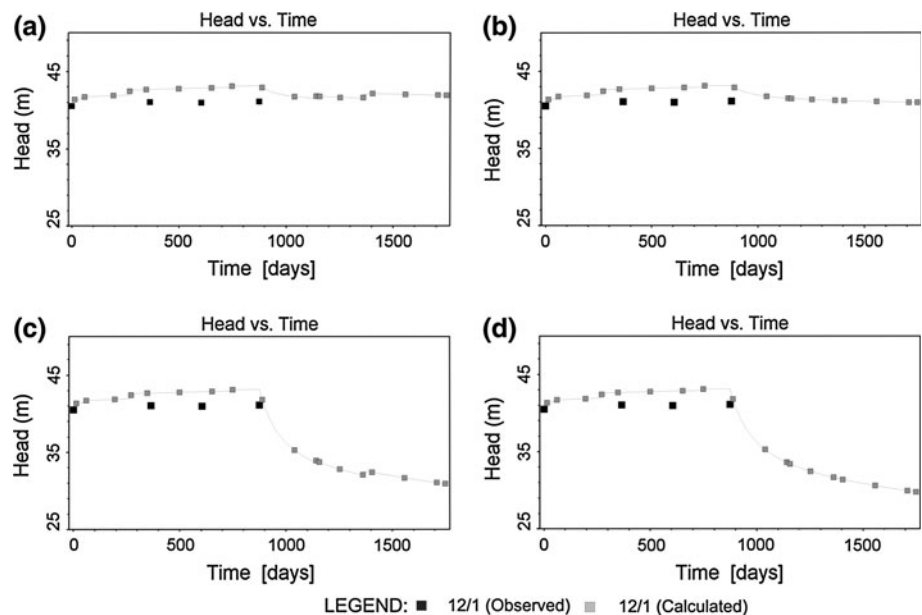 (a) Head vs. Time
Head (m)
45
35
25
0 500 1000 1500
Time [days]
(b) Head vs. Time
Head (m)
45
35
25
0 500 1000 1500
Time [days]
(c) Head vs. Time
Head (m)
45
35
25
0 500 1000 1500
Time [days]
(d) Head vs. Time
Head (m)
45
35
25
0 500 1000 1500
Time [days]
LEGEND: 12/1 (Observed) 12/1 (Calculated)